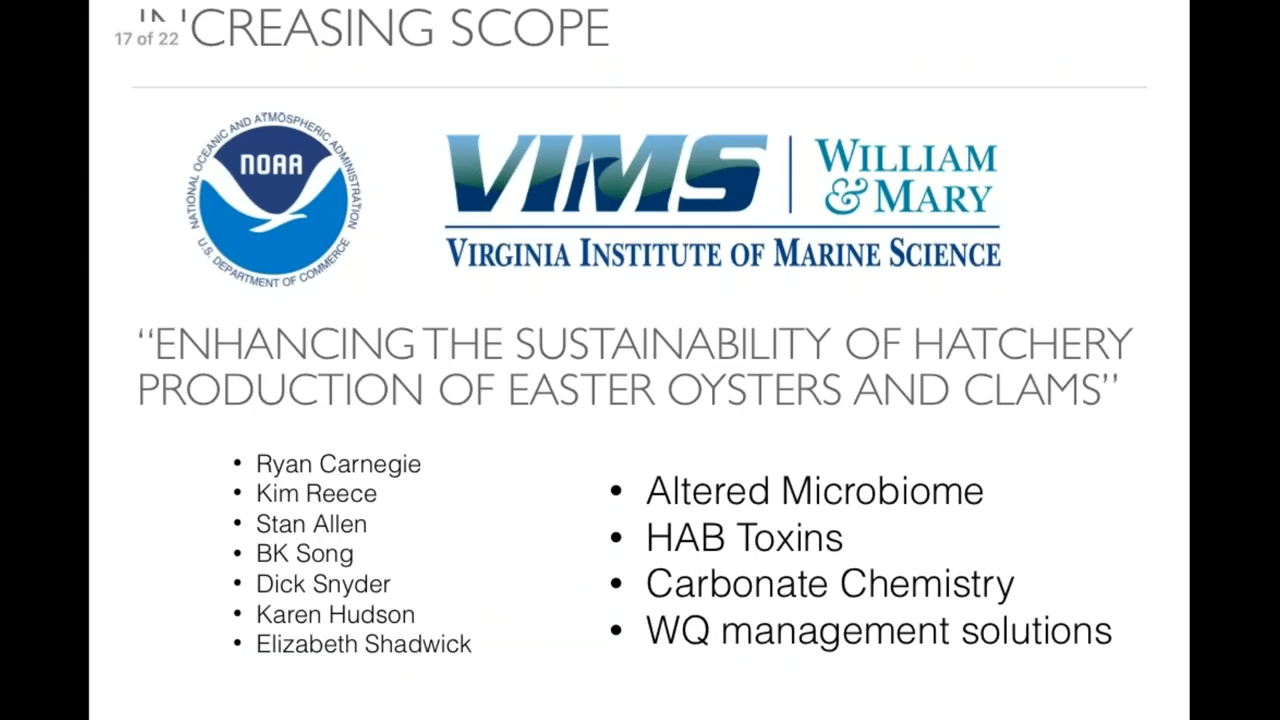 INCREASING SCOPE
17 of 22
NATIONAL OCEANIC AND ATMOSPHERIC ADMINISTRATION
NOAA
U.S. DEPARTMENT OF COMMERCE
VIMS
WILLIAM
& MARY
VIRGINIA INSTITUTE OF MARINE SCIENCE
“ENHANCING THE SUSTAINABILITY OF HATCHERY
PRODUCTION OF EASTER OYSTERS AND CLAMS”
• Ryan Carnegie
• Kim Reece
• Stan Allen
• BK Song
• Dick Snyder
• Karen Hudson
• Elizabeth Shadwick
• Altered Microbiome
• HAB Toxins
• Carbonate Chemistry
• WQ management solutions